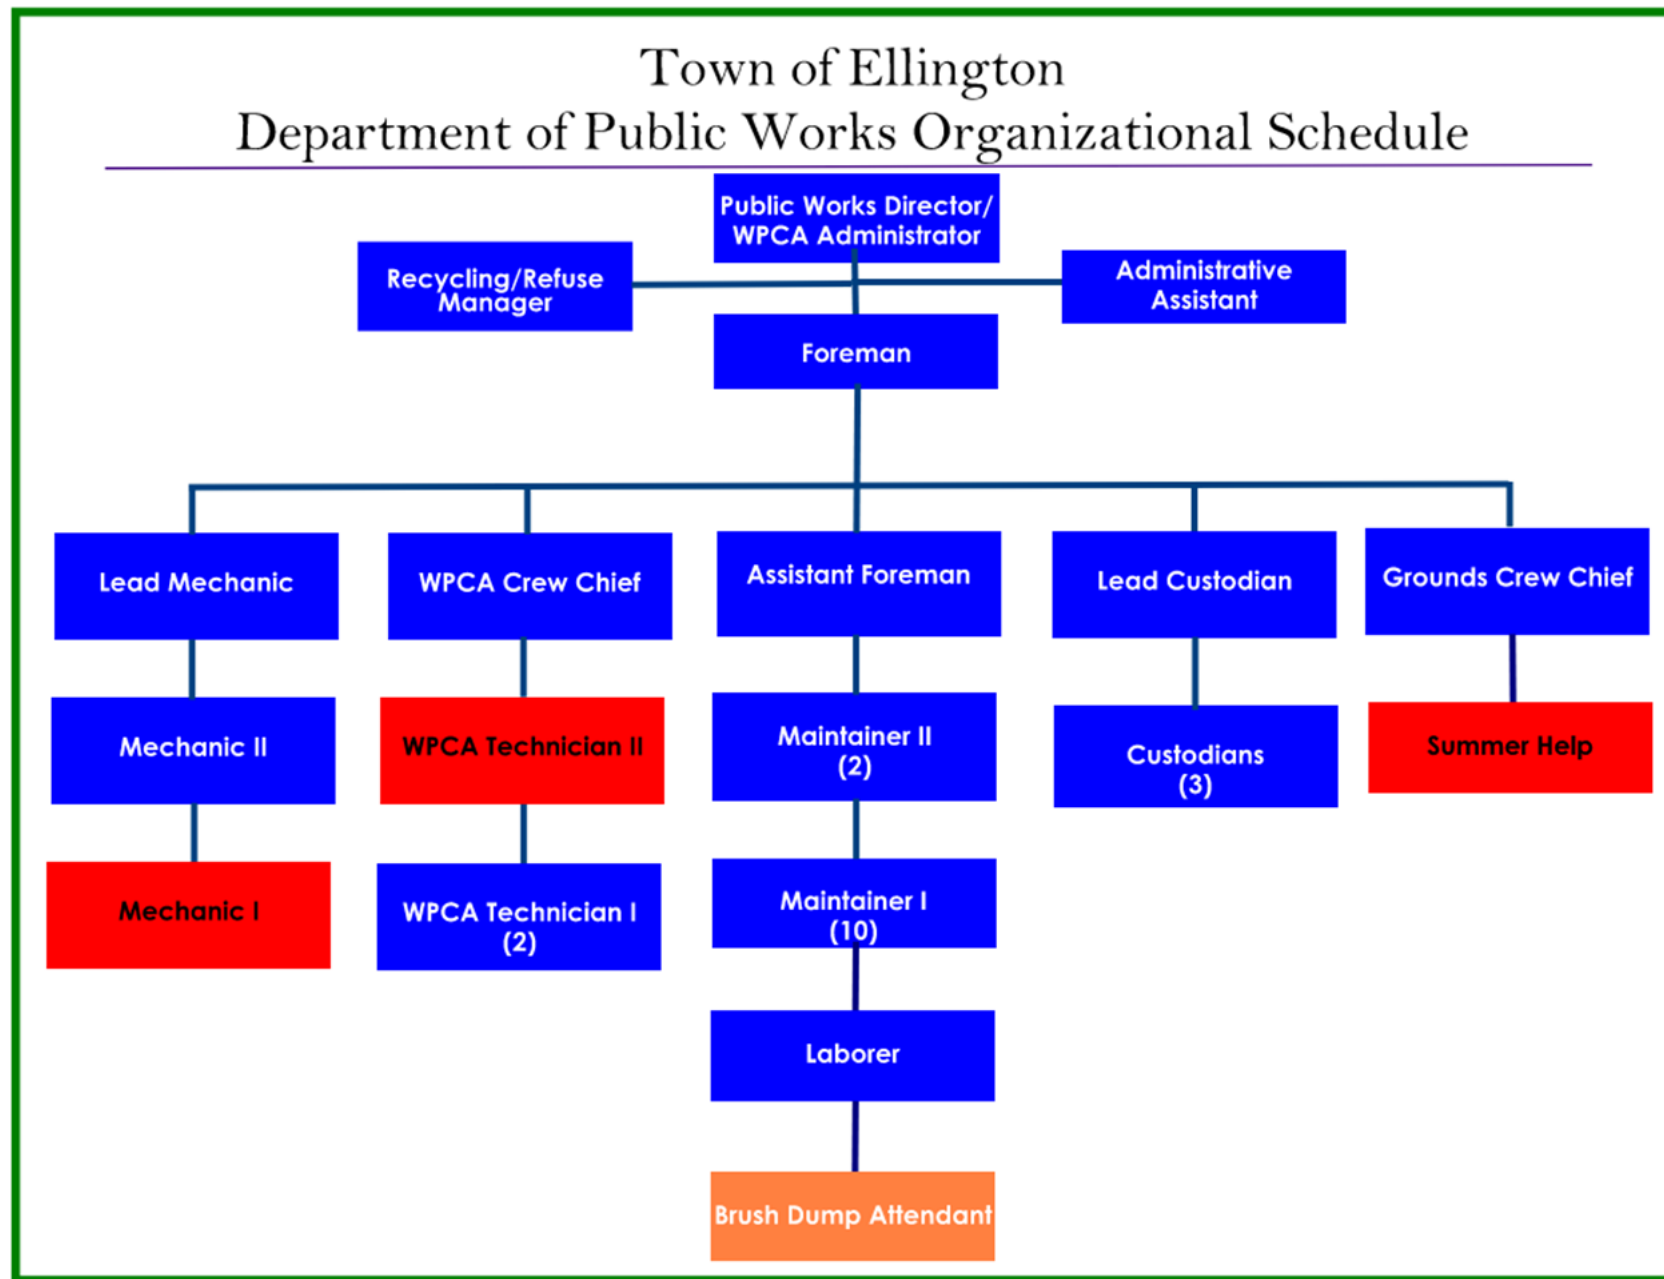 Town of Ellington
Department of Public Works Organizational Schedule
Public Works Director/
WPCA Administrator
Recycling/Refuse
Manager
Administrative
Assistant
Foreman
Lead Mechanic
WPCA Crew Chief
Assistant Foreman
Lead Custodian
Grounds Crew Chief
Mechanic II
WPCA Technician II
Maintainer II
(2)
Custodians
(3)
Summer Help
Mechanic I
WPCA Technician I
(2)
Maintainer I
(10)
Laborer
Brush Dump Attendant